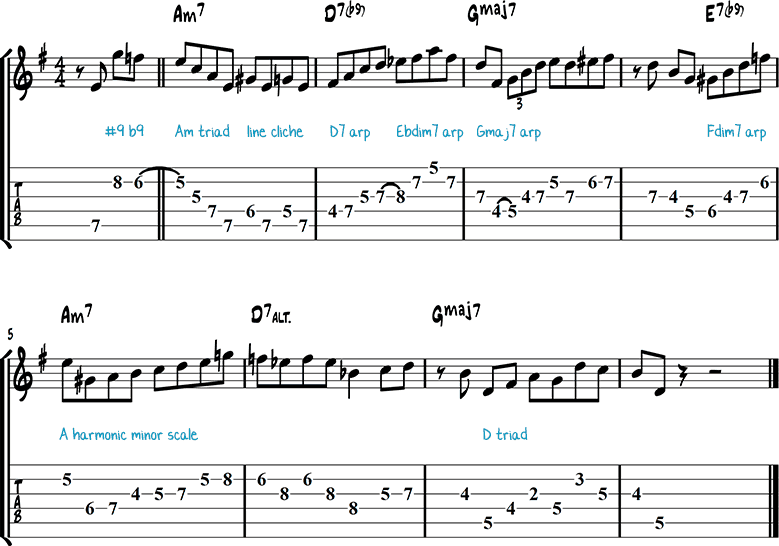 Am7 D7(b9) Gmaj7 E7(b9)
4
4
3
#9 b9 Am triad line cliche D7 arp Ebdim7 arp Gmaj7 arp Fdim7 arp
T
A
B
5 5 7
8 6 5 7 7 6 7 6
5 5 7 8 7 4 7 7 4 4 7
7 6 5 4 7 4 5 5 6
7 7 7 7
Am7 D7ALT. Gmaj7
5
A harmonic minor scale D triad
T
A
B
5 5 8 6 6 3
4 5 7 8 8 5 7 4 2 5 4
6 7 8 4 5
5 5